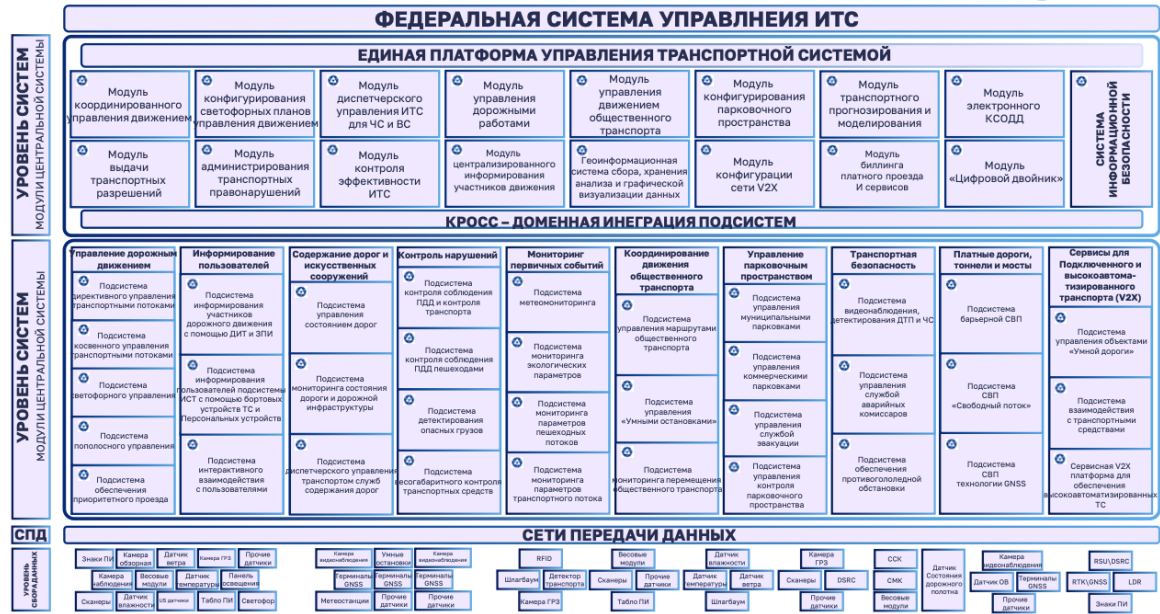 ФЕДЕРАЛЬНАЯ СИСТЕМА УПРАВЛНЕИЯ ИТС
УРОВЕНЬ СИСТЕМ
МОДУЛИ ЦЕНТРАЛЬНОЙ СИСТЕМЫ
ЕДИНАЯ ПЛАТФОРМА УПРАВЛЕНИЯ ТРАНСПОРТНОЙ СИСТЕМОЙ
Модуль
координированного
управления движением
Модуль
конфигурирования
светофорных планов
управления движением
Модуль
диспетчерского
управления ИТС
для ЧС и ВС
Модуль
управления
дорожными
работами
Модуль
управления
движением
общественного
транспорта
Модуль
конфигурирования
парковочного
пространства
Модуль
транспортного
прогнозирования и
моделирования
Модуль
электронного
КСОДД
СИСТЕМА
ИНФОРМАЦИОННОЙ
БЕЗОПАСНОСТИ
Модуль
выдачи
транспортных
разрешений
Модуль
администрирования
транспортных
правонарушений
Модуль
контроля
эффективности
ИТС
Модуль
централизированного
информирования
участников движения
Геоинформационная
система сбора, хранения
анализа и графической
визуализации данных
Модуль
конфигурации
сети V2X
Модуль
биллинга
платного проезда
И сервисов
Модуль
«Цифровой двойник»
КРОСС – ДОМЕННАЯ ИНЕГРАЦИЯ ПОДСИСТЕМ
УРОВЕНЬ СИСТЕМ
МОДУЛИ ЦЕНТРАЛЬНОЙ СИСТЕМЫ
Управление дорожным
движением
Подсистема
директивного управления
транспортными потоками
Подсистема
косвенного управления
транспортными потоками
Подсистема
светофорного управления
Подсистема
пополосного управления
Подсистема
обеспечения
приоритетного проезда
Информирование
пользователей
Подсистема
информирования
участников
дорожного движения
с помощью ДИТ и ЗПИ
Подсистема
информирования
пользователей подсистемы
ИСТ с помощью бортовых
устройств ТС и
Персональных устройств
Подсистема
интерактивного
взаимодействия
с пользователями
Содержание дорог и
искусственных
сооружений
Подсистема
управления
состоянием дорог
Подсистема
мониторинга состояния
дороги и дорожной
инфраструктуры
Подсистема
диспетчерского управления
транспортом служб
содержания дорог
Контроль нарушений
Подсистема
контроля соблюдения
ПДД и контроля
транспорта
Подсистема
контроля соблюдения
ПДД пешеходами
Подсистема
детектирования
опасных грузов
Подсистема
весогабаритного контроля
транспортных средств
Мониторинг
первичных событий
Подсистема
метеомониторинга
Подсистема
мониторинга
экологических
параметров
Подсистема
мониторинга
параметров
пешеходных
потоков
Подсистема
мониторинга
параметров
транспортного потока
Координирование
движения
общественного
транспорта
Подсистема
управления маршрутами
общественного
транспорта
Подсистема
управления
«Умными остановками»
Подсистема
мониторинга перемещения
общественного транспорта
Управление
парковочным
пространством
Подсистема
управления
муниципальными
парковками
Подсистема
управления
коммерческими
парковками
Подсистема
управления
службой
эвакуации
Подсистема
управления
контроля
парковочного
пространства
Транспортная
безопасность
Подсистема
видеонаблюдения,
детектирования ДТП и ЧС
Подсистема
управления
службой
аварийных
комиссаров
Подсистема
обеспечения
противогололедной
обстановки
Платные дороги,
тоннели и мосты
Подсистема
барьерной СВП
Подсистема
СВП
«Свободный поток»
Подсистема
СВП
технологии GNSS
Сервисы для
Подключенного и
высокоавтома-
тизированного
транспорта (V2X)
Подсистема
управления объектами
«Умной дороги»
Подсистема
взаимодействия
с транспортными
средствами
Сервисная V2X
платформа для
обеспечения
высокоавтоматизированных
ТС
СПД
СЕТИ ПЕРЕДАЧИ ДАННЫХ
УРОВЕНЬ
СБОРА ДАННЫХ
Знаки ПИ
Камера
обзорная
Датчик
ветра
Камера ГРЗ
Прочие
датчики
Камера
наблюдения
Весовые
модули
Датчик
температуры
Панель
освещения
Сканеры
Датчик
влажности
US датчики
Табло ПИ
Светофор
Камера
видеонаблюдения
Умные
остановки
Камера
видеонаблюдения
Терминалы
GNSS
Терминалы
GNSS
Терминалы
GNSS
Метеостанции
Прочие
датчики
Прочие
датчики
RFID
Весовые
модули
Датчик
влажности
Камера
ГРЗ
Шлагбаум
Детектор
транспорта
Сканеры
Прочие
датчики
Датчик
температуры
Датчик
ветра
Сканеры
DSRC
Камера ГРЗ
Табло ПИ
Шлагбаум
Прочие
датчики
ССК
СМК
Весовые
модули
Датчик
Состояния
дорожного
полотна
Камера
видеонаблюдения
Датчик ОВ
Терминалы
GNSS
Прочие
датчики
RSU\DSRC
RTK\GNSS
LDR
Знаки ПИ